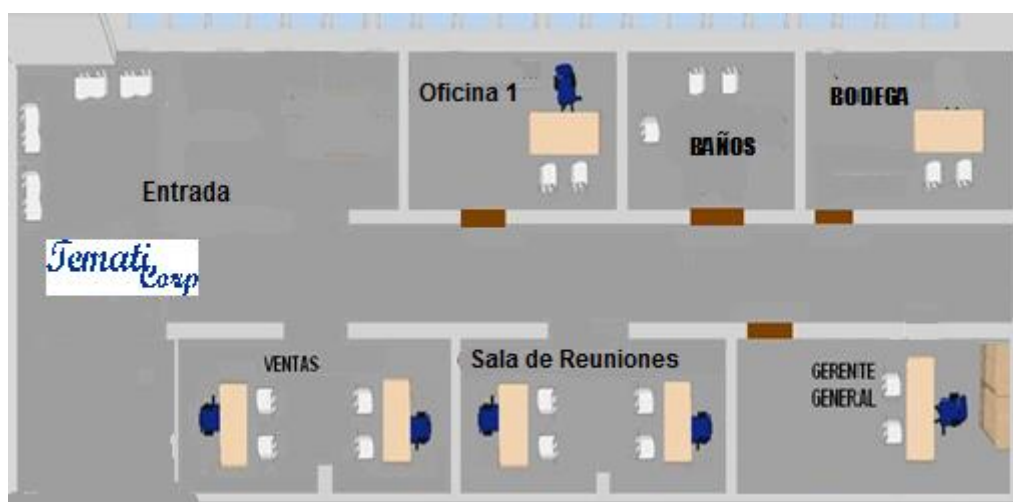 Oficina 1
BODEGA
BAÑOS
Entrada
Temati
Corp
VENTAS
Sala de Reuniones
GERENTE
GENERAL